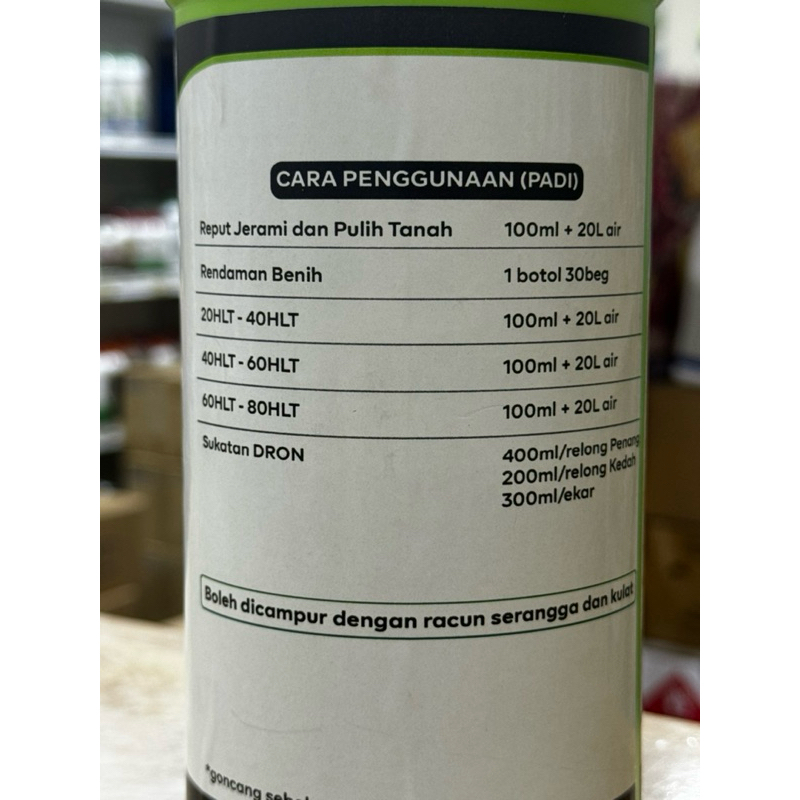 CARA PENGGUNAAN (PADI)
Reput Jerami dan Pulih Tanah 100ml + 20L air
Rendaman Benih 1 botol 30beg
20HLT - 40HLT 100ml + 20L air
40HLT - 60HLT 100ml + 20L air
60HLT - 80HLT 100ml + 20L air
Sukatan DRON 400ml/relong Penang
200ml/relong Kedah
300ml/ekar
Boleh dicampur dengan racun serangga dan kulat
*goncang